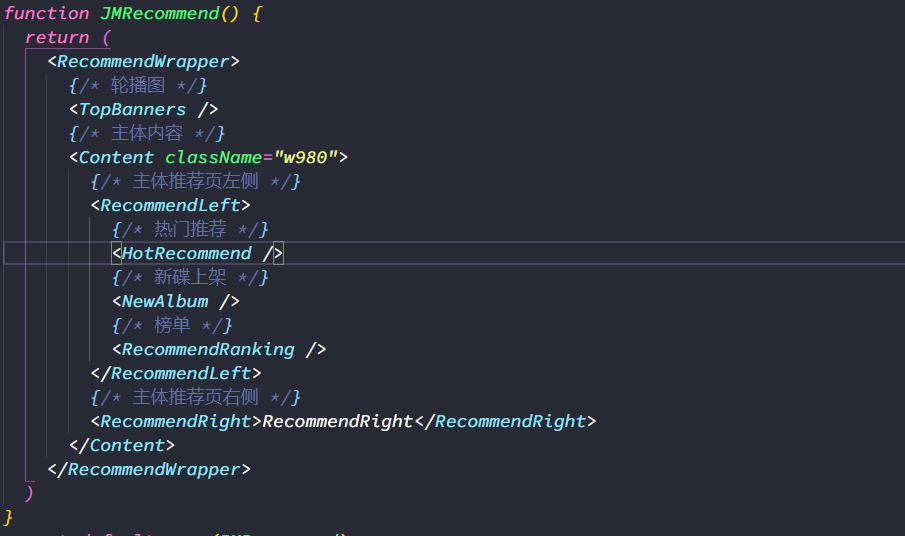 function JMRecommend() {
  return (
    <RecommendWrapper>
      {/* 轮播图 */}
      <TopBanners />
      {/* 主体内容 */}
      <Content className="w980">
        {/* 主体推荐页左侧 */}
        <RecommendLeft>
          {/* 热门推荐 */}
          <HotRecommend />
          {/* 新碟上架 */}
          <NewAlbum />
          {/* 榜单 */}
          <RecommendRanking />
        </RecommendLeft>
        {/* 主体推荐页右侧 */}
        <RecommendRight>RecommendRight</RecommendRight>
      </Content>
    </RecommendWrapper>
  )
}